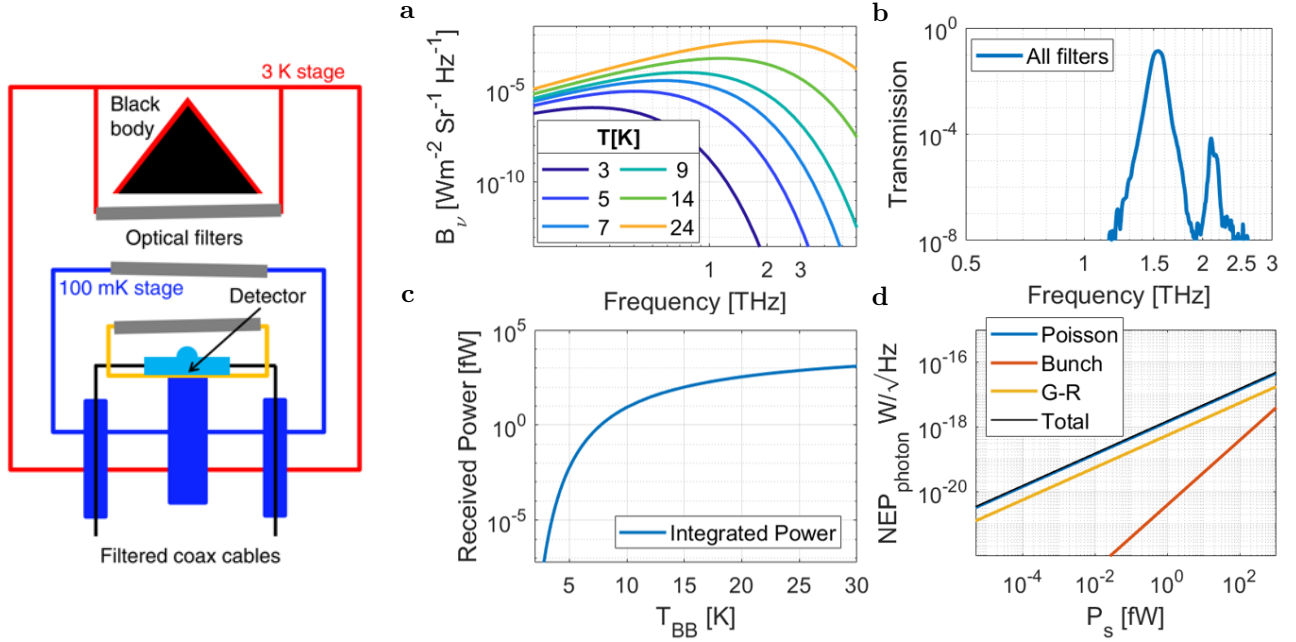 3 K stage
Black
body
Optical filters
100 mK stage
Detector
Filtered coax cables
a
B_ν [Wm^-2 Sr^-1 Hz^-1]
10^-5
10^-10
T[K]
3 9
5 14
7 24
1 2 3
Frequency [THz]
b
Transmission
10^0
10^-4
10^-8
All filters
0.5 1 1.5 2 2.5 3
Frequency [THz]
c
Received Power [fW]
10^5
10^0
10^-5
Integrated Power
5 10 15 20 25 30
T_BB [K]
d
NEP_photon W/√Hz
10^-16
10^-18
10^-20
Poisson
Bunch
G-R
Total
10^-4 10^-2 10^0 10^2
P_s [fW]